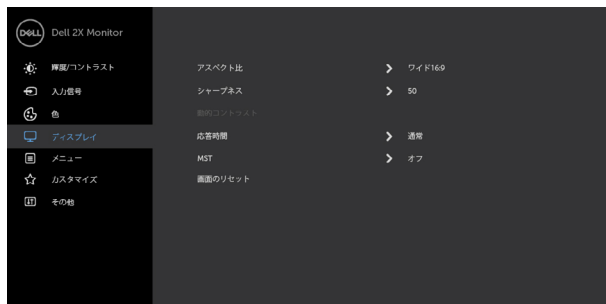 DELL Dell 2X Monitor
輝度/コントラスト
入力信号
色
ディスプレイ
メニュー
カスタマイズ
その他
アスペクト比 ワイド16:9
シャープネス 50
動的コントラスト
応答時間 通常
MST オフ
画面のリセット